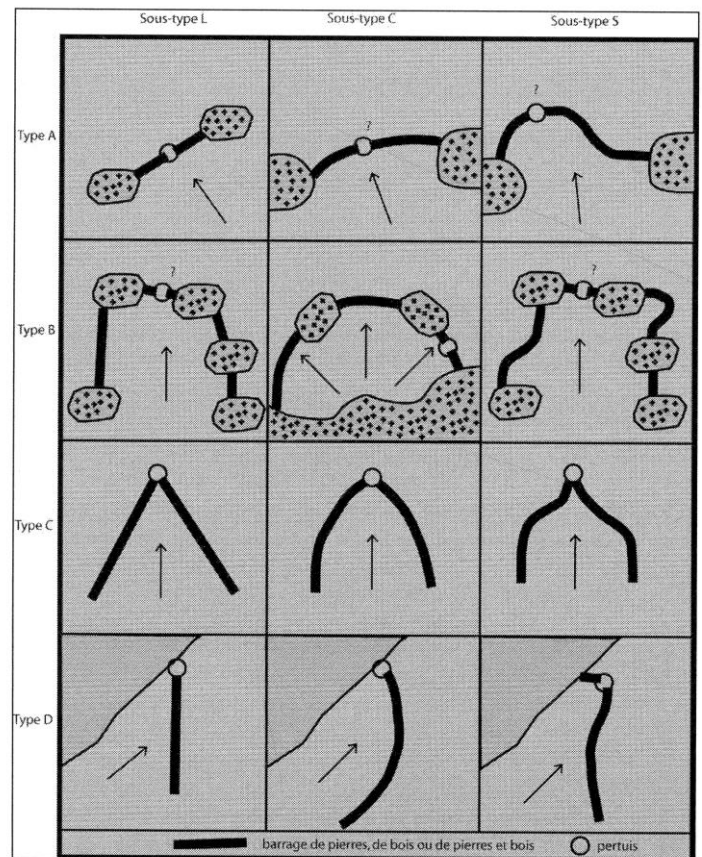 Sous-type L Sous-type C Sous-type S
Type A
?
?
Type B
?
?
Type C
Type D
barrage de pierres, de bois ou de pierres et bois pertuis